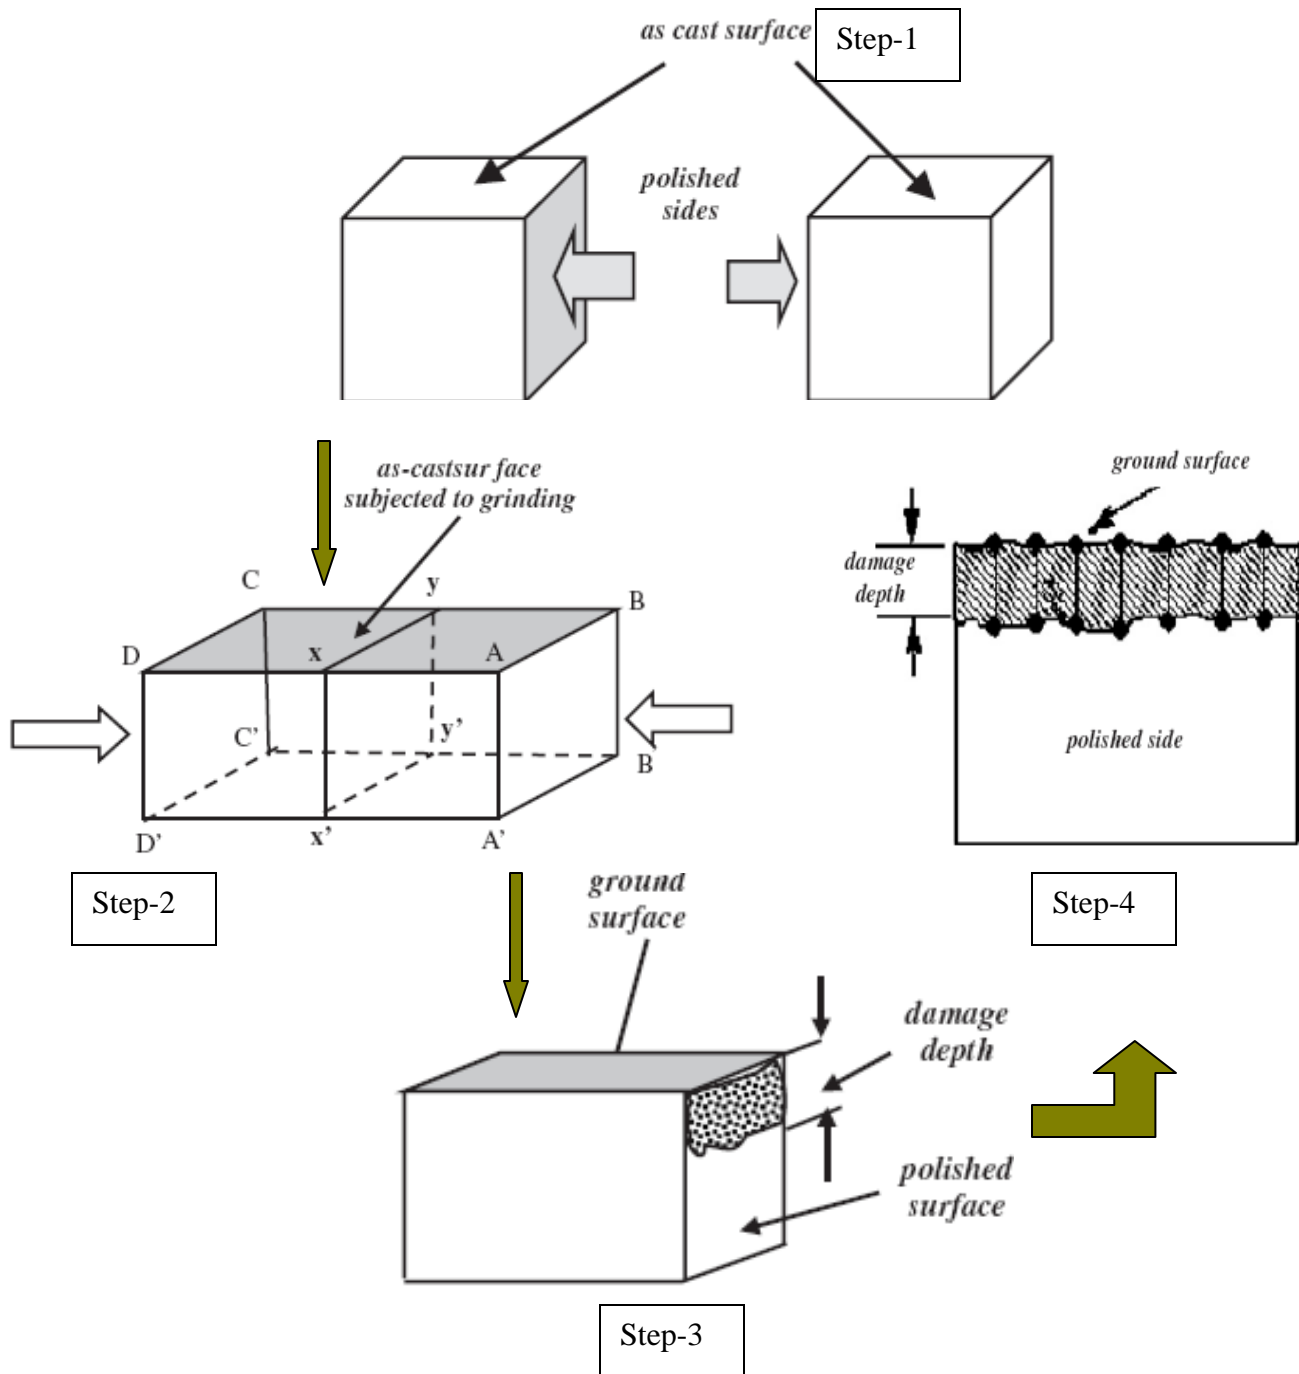 as cast surface
Step-1
polished
sides
as-castsur face
subjected to grinding
C
y
B
D
x
A
C’
y’
B
D’
x’
A’
Step-2
ground surface
damage
depth
polished side
Step-4
ground
surface
damage
depth
polished
surface
Step-3